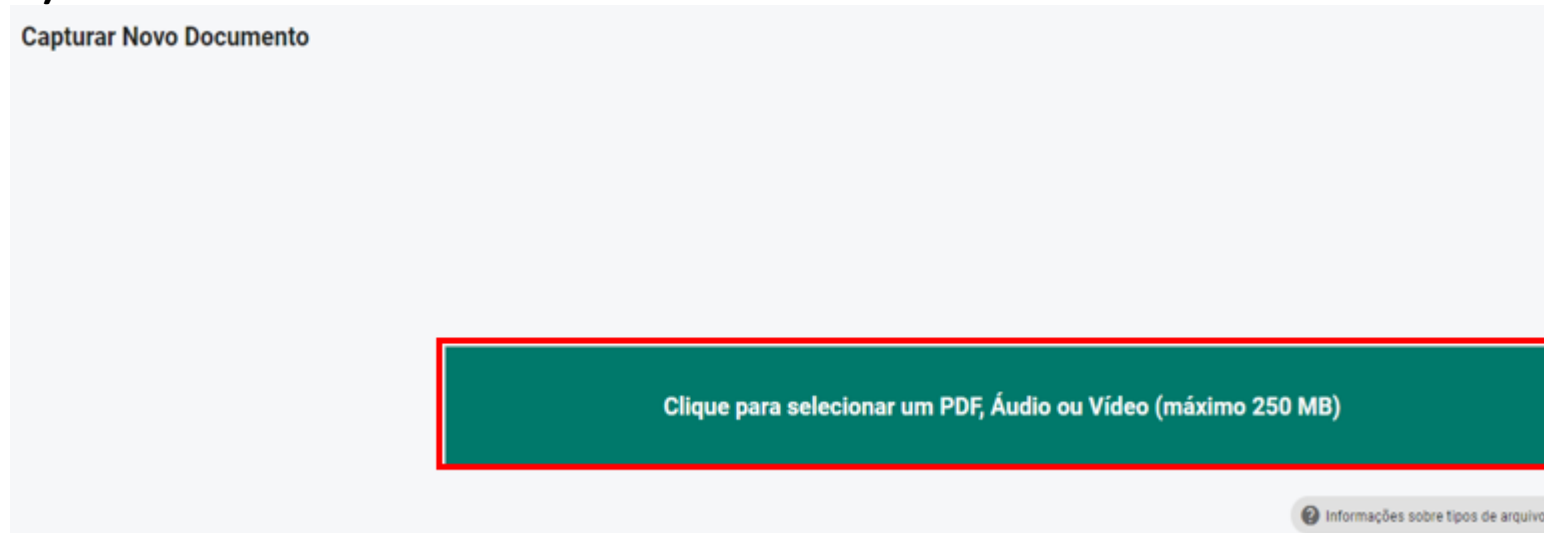 Capturar Novo Documento
Clique para selecionar um PDF, Áudio ou Vídeo (máximo 250 MB)
Informações sobre tipos de arquivo